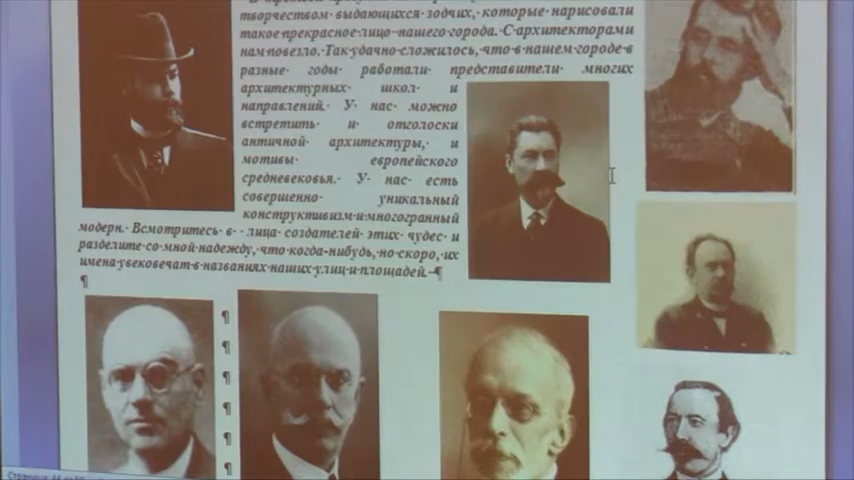 творчеством выдающихся зодчих, которые нарисовали
такое прекрасное лицо нашего города. С архитекторами
нам повезло. Так удачно сложилось, что в нашем городе в
разные годы работали представители многих
архитектурных школ и
направлений. У нас можно
встретить и отголоски
античной архитектуры, и
мотивы европейского
средневековья. У нас есть
совершенно уникальный
конструктивизм и многогранный
модерн. Всмотритесь в лица создателей этих чудес и
разделите со мной надежду, что когда-нибудь, но скоро, их
имена увековечат в названиях наших улиц и площадей.